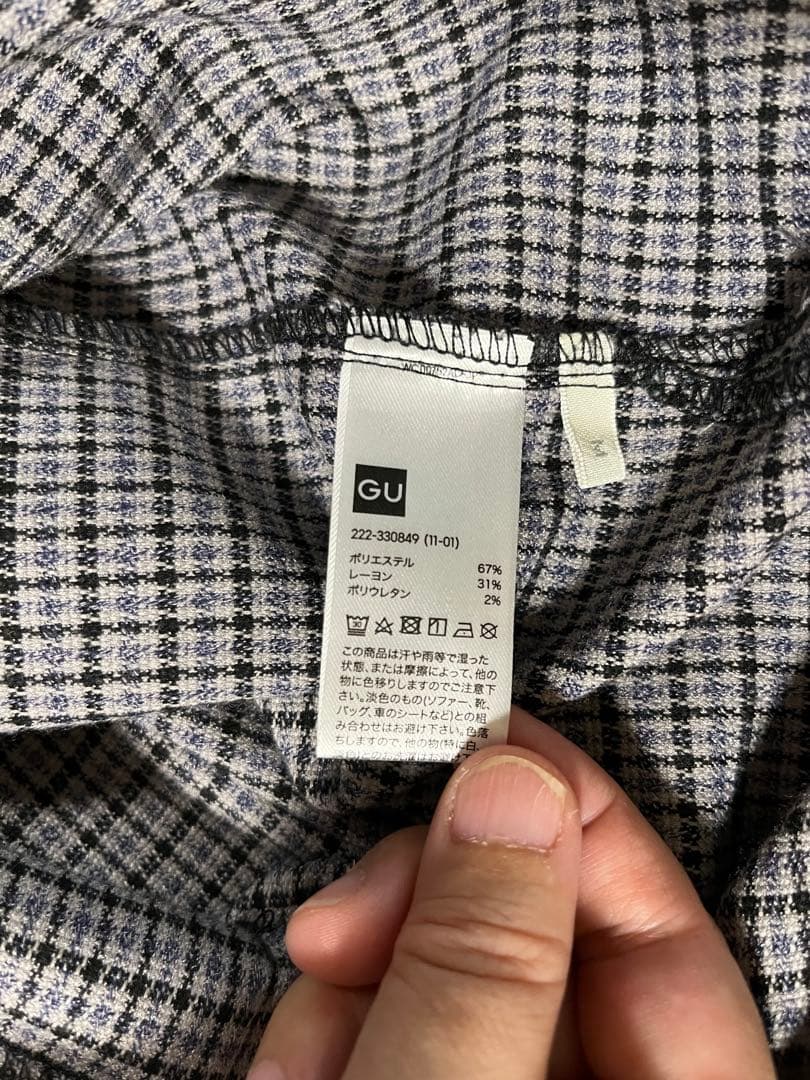 GU
222-330849 (11-01)
ポリエステル 67%
レーヨン 31%
ポリウレタン 2%
30
この商品は汗や雨等で湿った
状態、または摩擦によって、他の
物に色移りしますのでご注意下
さい。淡色のもの(ソファー、靴、
バッグ、車のシートなど)との組
み合わせはお避け下さい。色落
ちしますので、他の物(特に白、
M